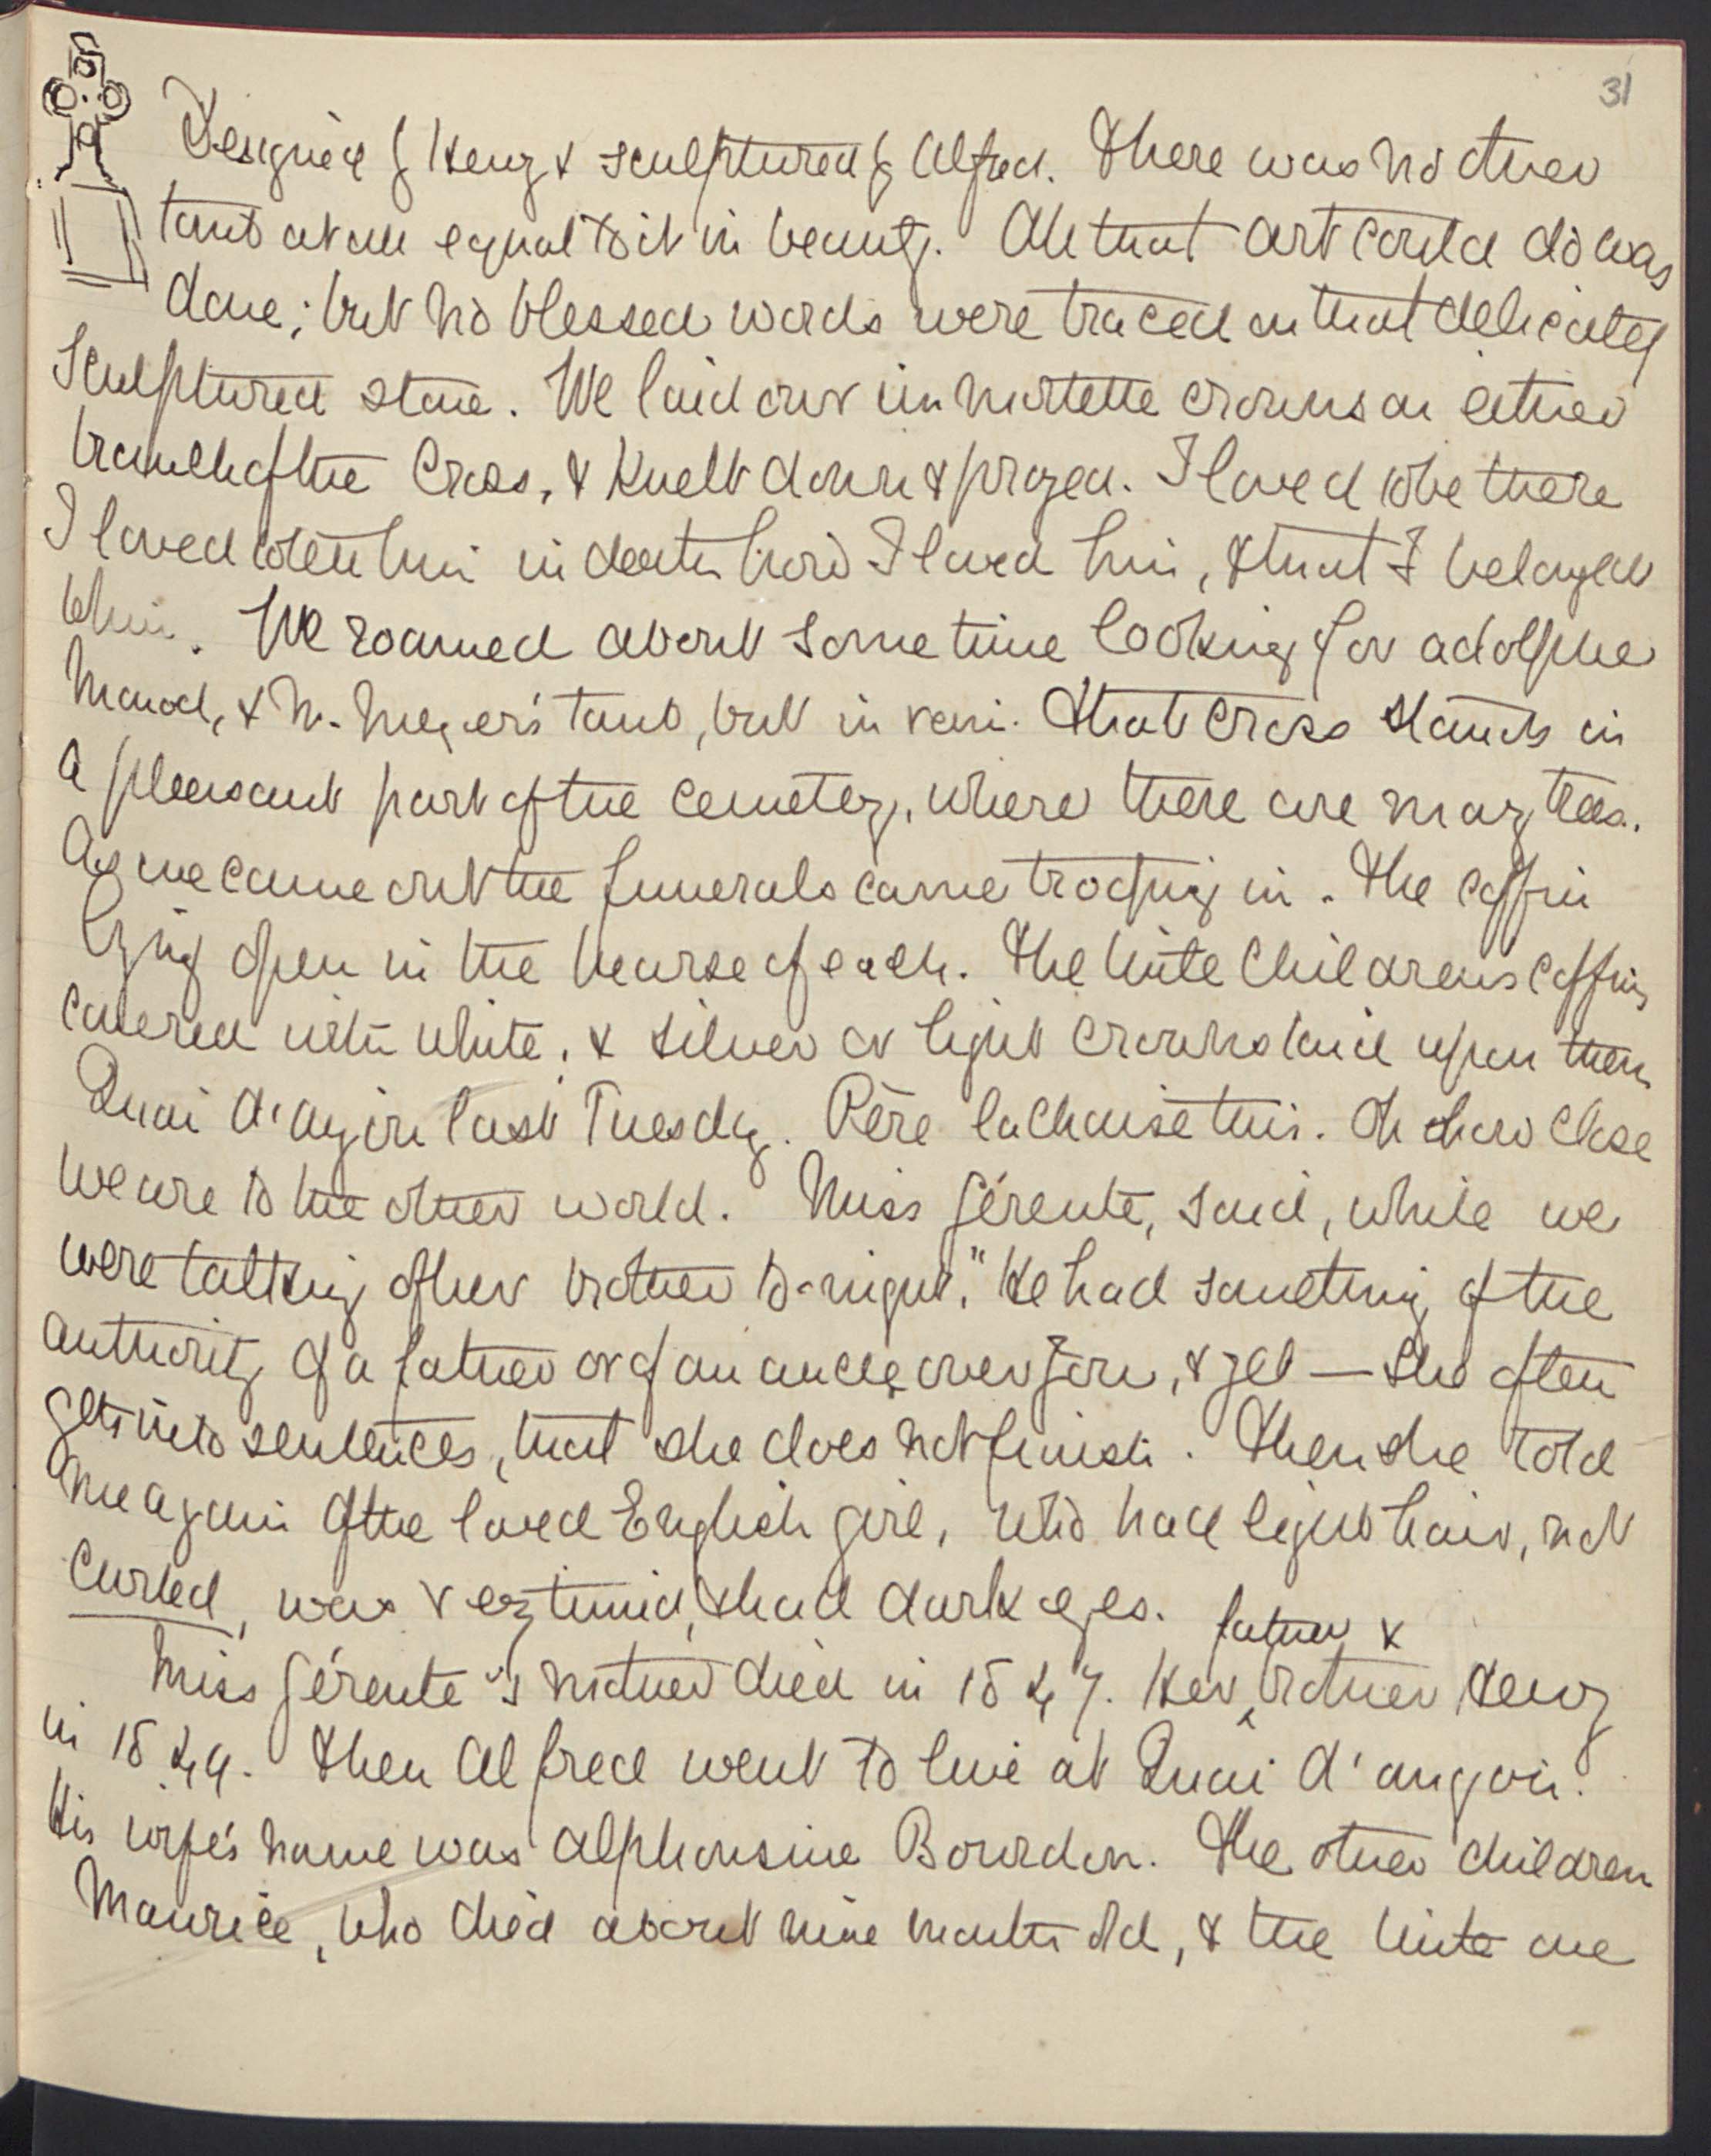 31
Designed by Henry & sculptured by Alfred. There was no other
tomb at all equal to it in beauty. All that art could do was
done; but no blessed words were traced on that delicately
sculptured stone. We laid our immortelle crowns on either
branch of the Cross, & knelt down & prayed. I loved to be there
I loved to tell him in death how I loved him, & that I belonged
to him. We roamed about some time looking for adolphe
Monod, & M. Meyer's tomb, but in vain. That Cross stands in
a pleasant part of the cemetery, where there are many trees.
As we came out the funerals came trooping in. The coffin
lying open in the hearse of each. The little childrens coffins
covered with white, & silver or light crowns laid upon them
Quai d'anjou last Tuesday. Père la Chaise this. Oh how close
we are to the other world. Miss Gérente, said, while we
were talking of her brother to-night, "He had something of the
authority of a father or of an uncle over you, & yet — She often
gets into sentences, that she does not finish. Then she told
me again of the loved English girl, who had light hair, not
curled, was very timid, & had dark eyes.
father &
Miss Gérente's mother died in 1847. Her ^ brother Henry
in 1849. Then Alfred went to live at Quai d'anjou.
His wife's name was Alphonsine Bourdon. The other children
Maurice, who died about nine months old, & the little one